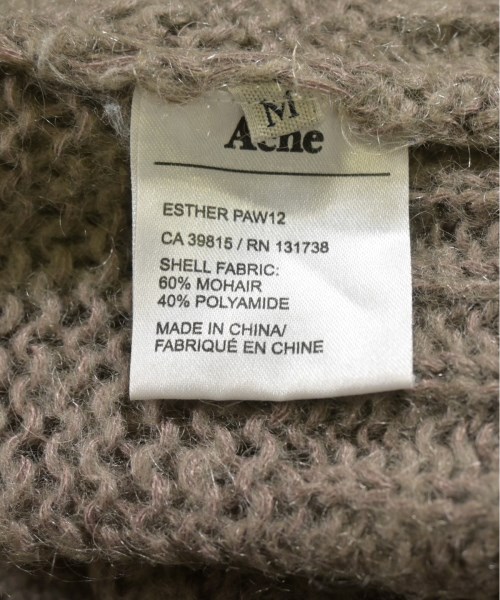 M
Acne
ESTHER PAW12
CA 39815 / RN 131738
SHELL FABRIC:
60% MOHAIR
40% POLYAMIDE
MADE IN CHINA/
FABRIQUÉ EN CHINE